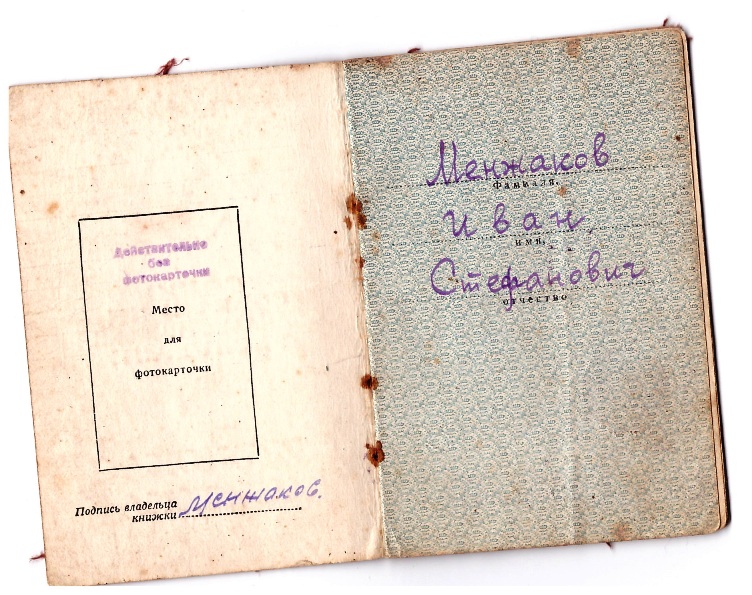 Действительно
без
фотокарточки
Место
для
фотокарточки
Подпись владельца
книжки Менжаков.
Менжаков
фамилия,
Иван
имя,
Стефанович
отчество